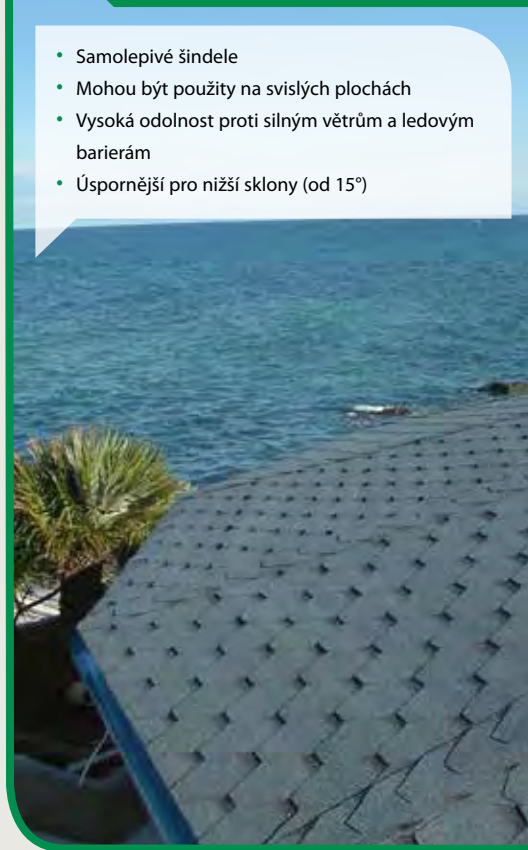 • Samolepivé šindele
• Mohou být použity na svislých plochách
• Vysoká odolnost proti silným větrům a ledovým
barierám
• Úspornější pro nižší sklony (od 15°)